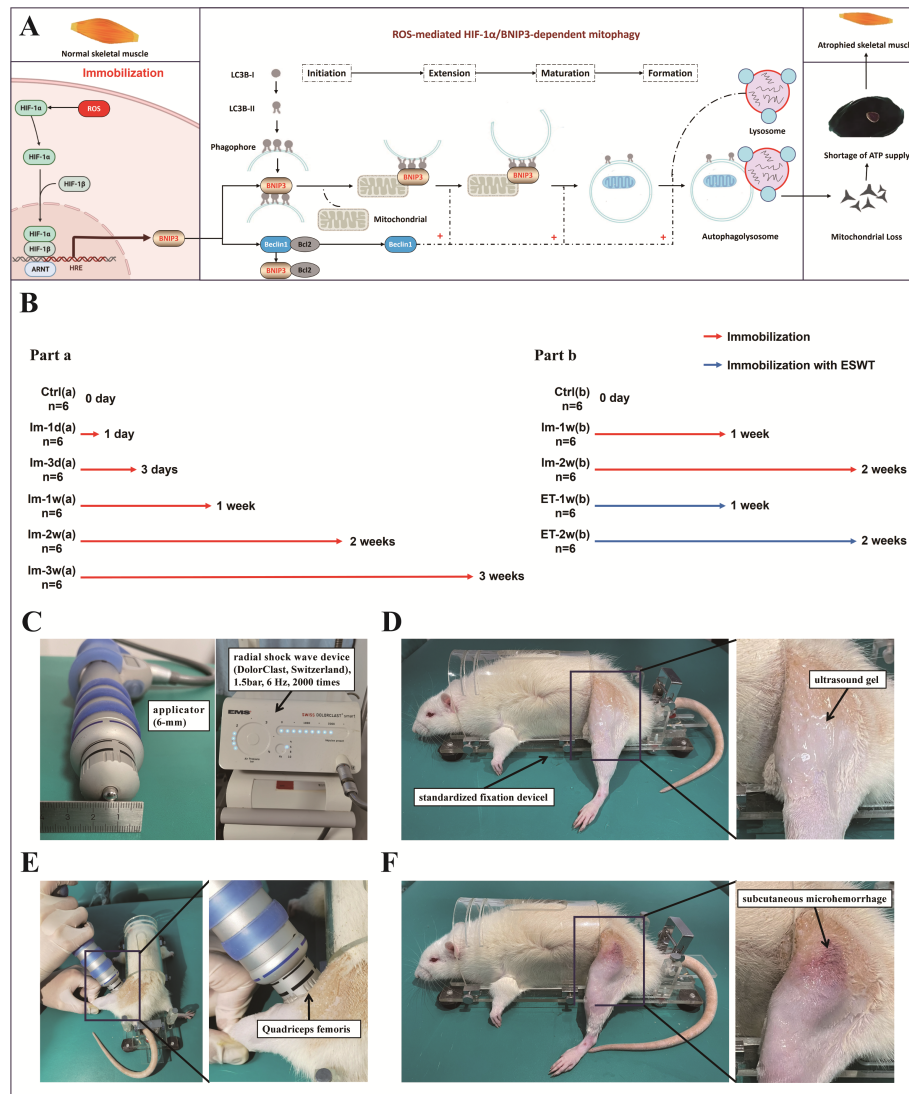 A
Normal skeletal muscle
Immobilization
HIF-1α
ROS
HIF-1α
HIF-1β
HIF-1α
HIF-1β
ARNT
HRE
BNIP3
ROS-mediated HIF-1α/BNIP3-dependent mitophagy
LC3B-I
LC3B-II
Phagophore
Initiation
Extension
Maturation
Formation
BNIP3
BNIP3
BNIP3
Mitochondrial
Beclin1
Bcl2
Beclin1
BNIP3
Bcl2
+
+
+
Lysosome
Autophagolysosome
Atrophied skeletal muscle
Shortage of ATP supply
Mitochondrial Loss
B
Part a
Ctrl(a)
n=6
0 day
Im-1d(a)
n=6
1 day
Im-3d(a)
n=6
3 days
Im-1w(a)
n=6
1 week
Im-2w(a)
n=6
2 weeks
Im-3w(a)
n=6
3 weeks
Part b
Immobilization
Immobilization with ESWT
Ctrl(b)
n=6
0 day
Im-1w(b)
n=6
1 week
Im-2w(b)
n=6
2 weeks
ET-1w(b)
n=6
1 week
ET-2w(b)
n=6
2 weeks
C
applicator
(6-mm)
3 2 1
radial shock wave device
(DolorClast, Switzerland),
1.5bar, 6 Hz, 2000 times
EMS
SWISS DOLORCLAST smart
D
standardized fixation devicel
ultrasound gel
E
Quadriceps femoris
F
subcutaneous microhemorrhage